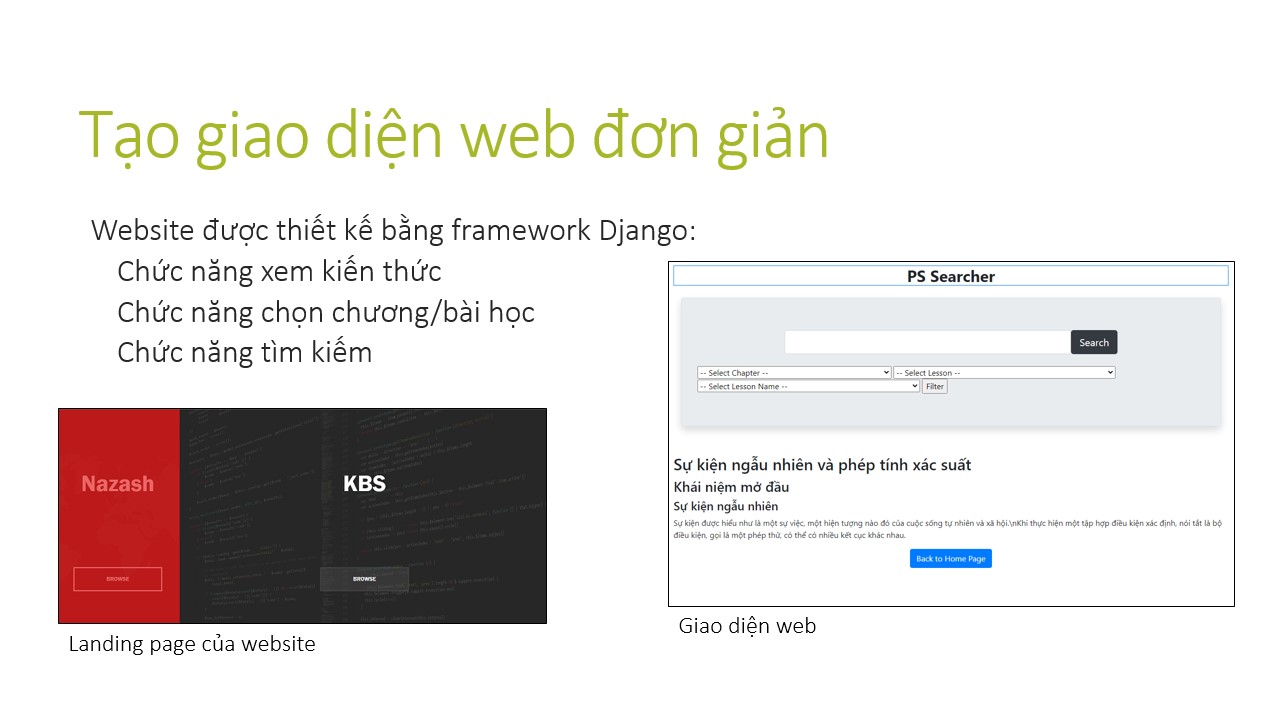 Tạo giao diện web đơn giản
Website được thiết kế bằng framework Django:
Chức năng xem kiến thức
Chức năng chọn chương/bài học
Chức năng tìm kiếm
Nazash
KBS
BROWSE
BROWSE
Landing page của website
PS Searcher
Search
-- Select Chapter --
-- Select Lesson --
-- Select Lesson Name --
Filter
Sự kiện ngẫu nhiên và phép tính xác suất
Khái niệm mở đầu
Sự kiện ngẫu nhiên
Sự kiện được hiểu như là một sự việc, một hiện tượng nào đó của cuộc sống tự nhiên và xã hội.\nKhi thực hiện một tập hợp điều kiện xác định, nói tắt là bộ
điều kiện, gọi là một phép thử, có thể có nhiều kết cục khác nhau.
Back to Home Page
Giao diện web